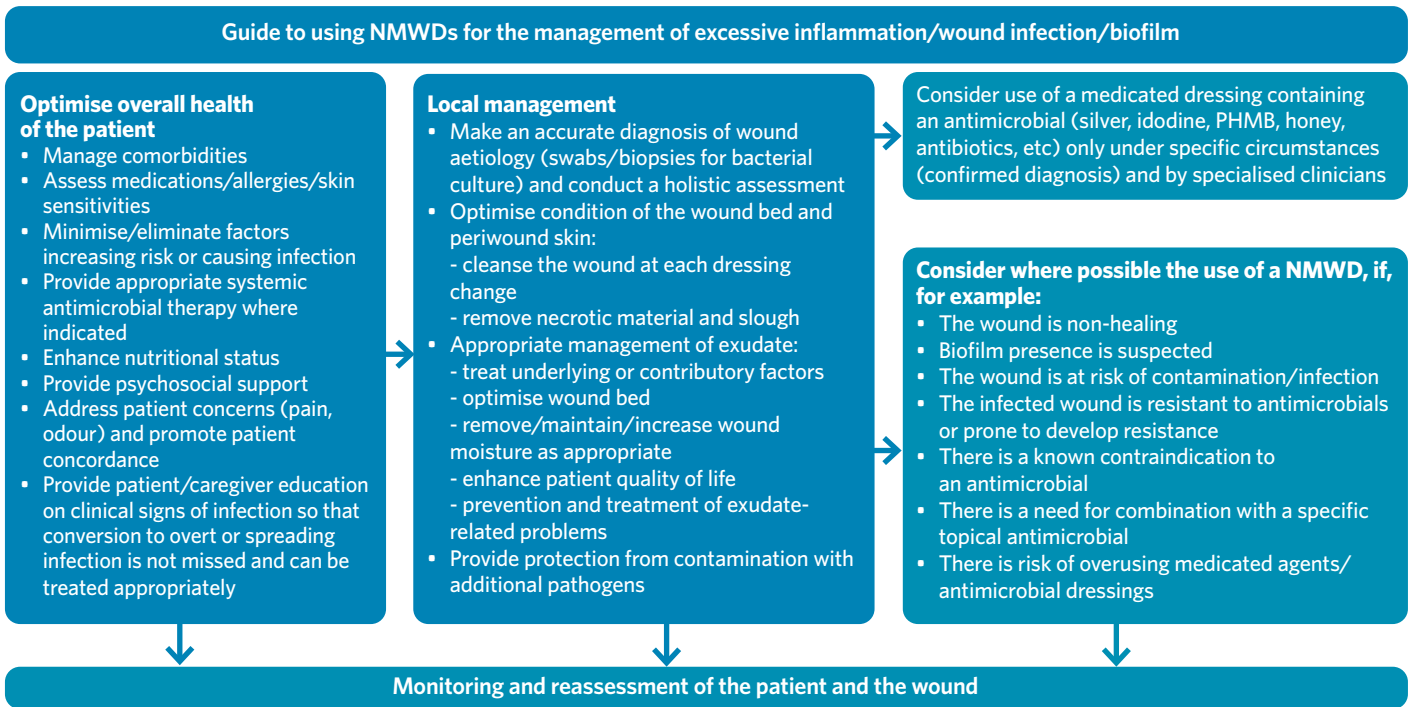 Guide to using NMWDs for the management of excessive inflammation/wound infection/biofilm
Optimise overall health
of the patient
▪ Manage comorbidities
▪ Assess medications/allergies/skin
sensitivities
▪ Minimise/eliminate factors
increasing risk or causing infection
▪ Provide appropriate systemic
antimicrobial therapy where
indicated
▪ Enhance nutritional status
▪ Provide psychosocial support
▪ Address patient concerns (pain,
odour) and promote patient
concordance
▪ Provide patient/caregiver education
on clinical signs of infection so that
conversion to overt or spreading
infection is not missed and can be
treated appropriately
Local management
▪ Make an accurate diagnosis of wound
aetiology (swabs/biopsies for bacterial
culture) and conduct a holistic assessment
▪ Optimise condition of the wound bed and
periwound skin:
- cleanse the wound at each dressing
change
- remove necrotic material and slough
▪ Appropriate management of exudate:
- treat underlying or contributory factors
- optimise wound bed
- remove/maintain/increase wound
moisture as appropriate
- enhance patient quality of life
- prevention and treatment of exudate-
related problems
▪ Provide protection from contamination with
additional pathogens
Consider use of a medicated dressing containing
an antimicrobial (silver, idodine, PHMB, honey,
antibiotics, etc) only under specific circumstances
(confirmed diagnosis) and by specialised clinicians
Consider where possible the use of a NMWD, if,
for example:
▪ The wound is non-healing
▪ Biofilm presence is suspected
▪ The wound is at risk of contamination/infection
▪ The infected wound is resistant to antimicrobials
or prone to develop resistance
▪ There is a known contraindication to
an antimicrobial
▪ There is a need for combination with a specific
topical antimicrobial
▪ There is risk of overusing medicated agents/
antimicrobial dressings
Monitoring and reassessment of the patient and the wound